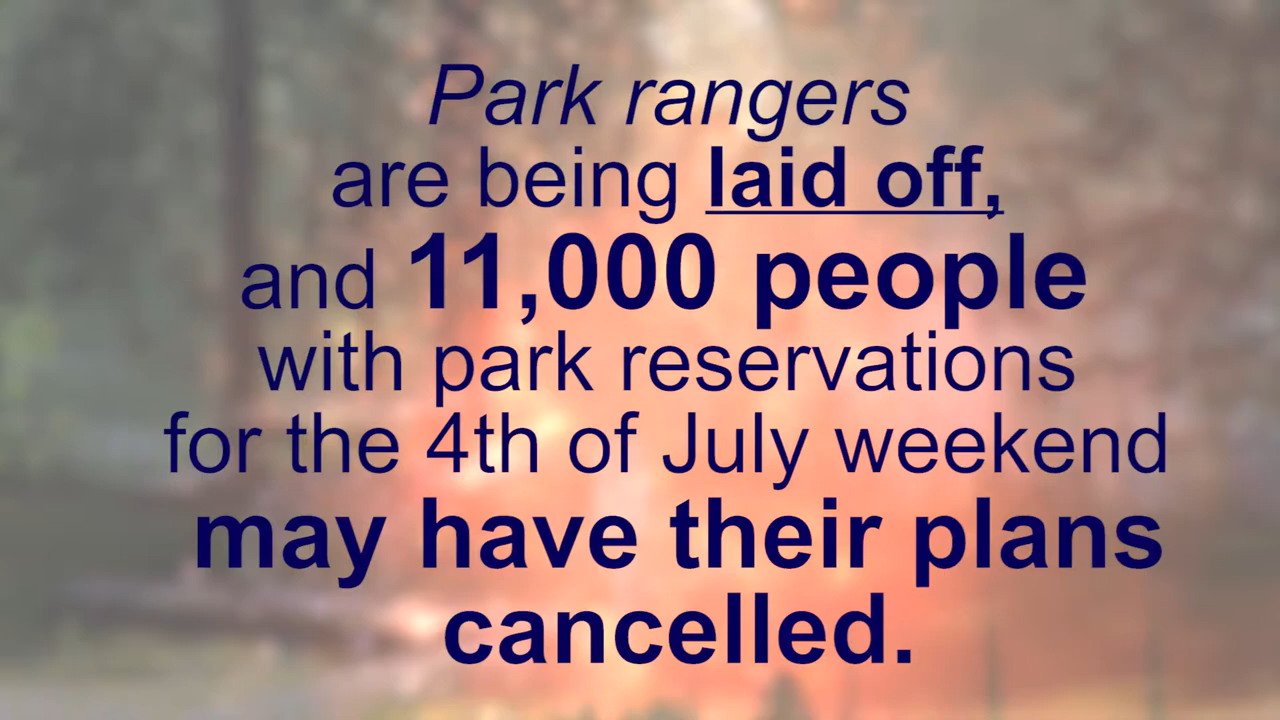 Park rangers
are being laid off,
and 11,000 people
with park reservations
for the 4th of July weekend
may have their plans
cancelled.